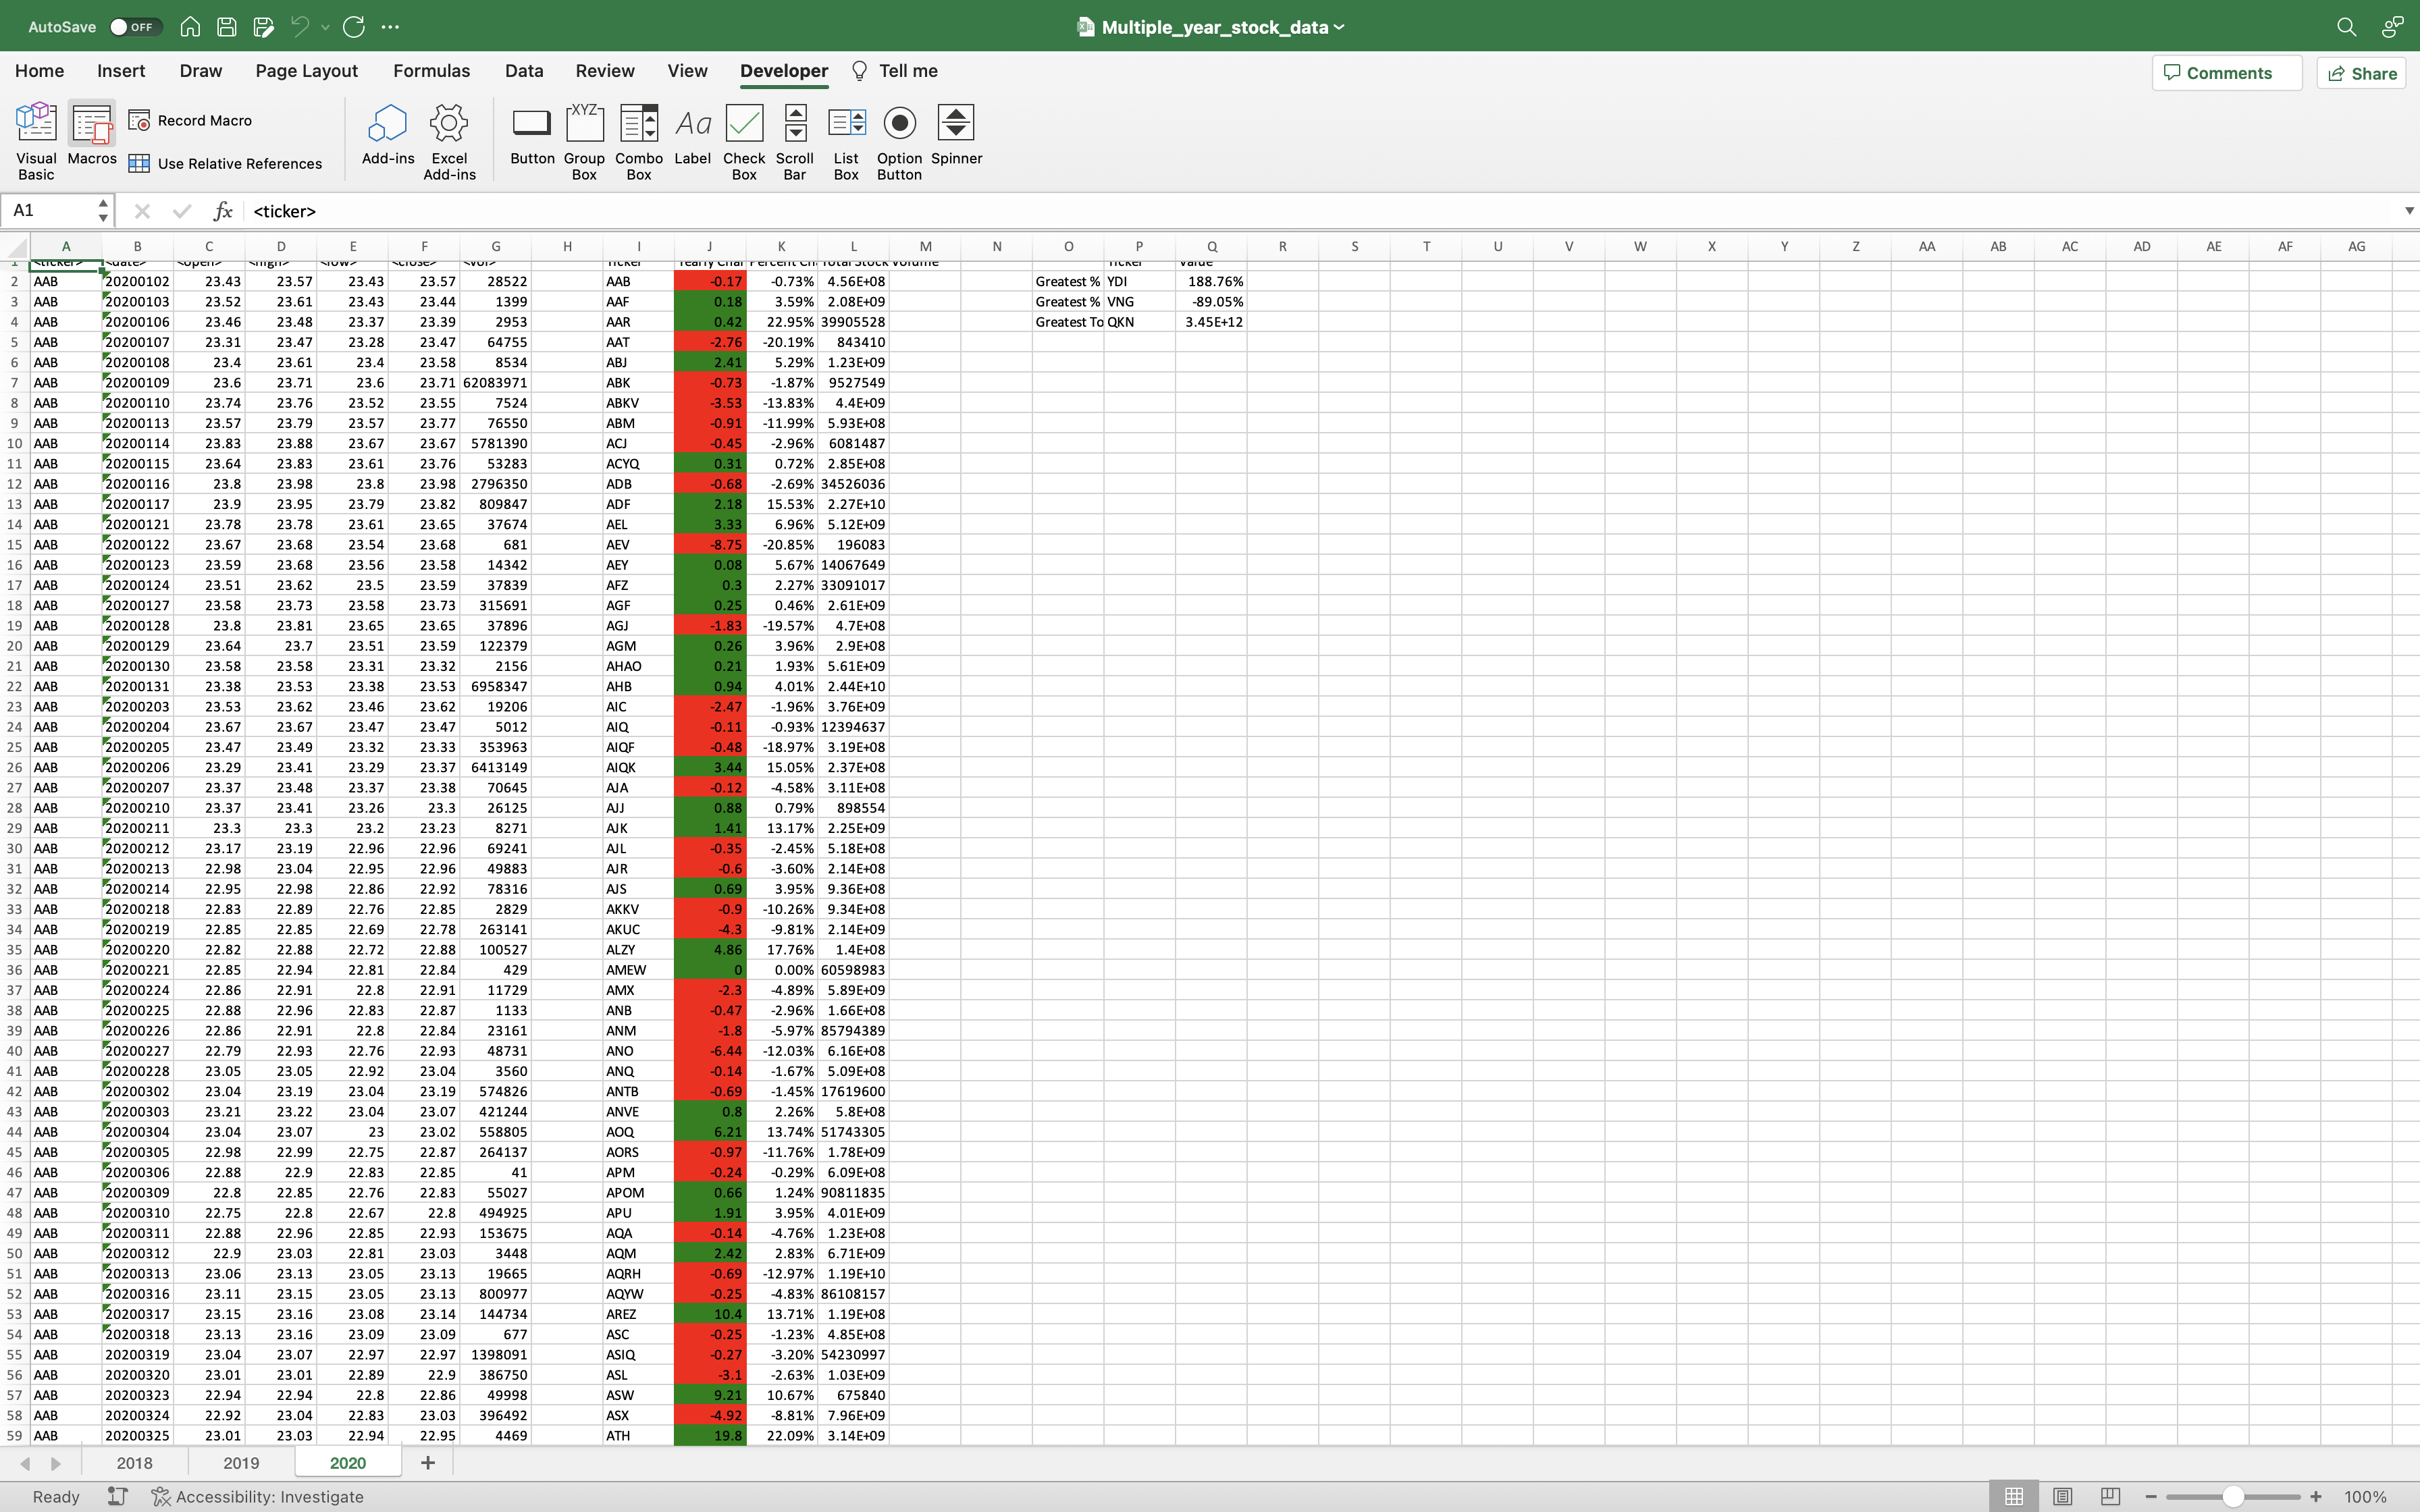 AutoSave OFF Multiple_year_stock_data
Home Insert Draw Page Layout Formulas Data Review View Developer Tell me Comments Share
Visual Basic Macros Record Macro Use Relative References Add-ins Excel Add-ins Button Group Box Combo Box Label Check Box Scroll Bar List Box Option Button Spinner
XYZ Aa
A1 fx <ticker>
A B C D E F G H I J K L M N O P Q R S T U V W X Y Z AA AB AC AD AE AF AG
1 <ticker> <date> <open> <high> <low> <close> <vol> Ticker Yearly Char Percent Ch Total Stock Volume Ticker Value
2 AAB 20200102 23.43 23.57 23.43 23.57 28522 AAB -0.17 -0.73% 4.56E+08 Greatest % YDI 188.76%
3 AAB 20200103 23.52 23.61 23.43 23.44 1399 AAF 0.18 3.59% 2.08E+09 Greatest % VNG -89.05%
4 AAB 20200106 23.46 23.48 23.37 23.39 2953 AAR 0.42 22.95% 39905528 Greatest To QKN 3.45E+12
5 AAB 20200107 23.31 23.47 23.28 23.47 64755 AAT -2.76 -20.19% 843410
6 AAB 20200108 23.4 23.61 23.4 23.58 8534 ABJ 2.41 5.29% 1.23E+09
7 AAB 20200109 23.6 23.71 23.6 23.71 62083971 ABK -0.73 -1.87% 9527549
8 AAB 20200110 23.74 23.76 23.52 23.55 7524 ABKV -3.53 -13.83% 4.4E+09
9 AAB 20200113 23.57 23.79 23.57 23.77 76550 ABM -0.91 -11.99% 5.93E+08
10 AAB 20200114 23.83 23.88 23.67 23.67 5781390 ACJ -0.45 -2.96% 6081487
11 AAB 20200115 23.64 23.83 23.61 23.76 53283 ACYQ 0.31 0.72% 2.85E+08
12 AAB 20200116 23.8 23.98 23.8 23.98 2796350 ADB -0.68 -2.69% 34526036
13 AAB 20200117 23.9 23.95 23.79 23.82 809847 ADF 2.18 15.53% 2.27E+10
14 AAB 20200121 23.78 23.78 23.61 23.65 37674 AEL 3.33 6.96% 5.12E+09
15 AAB 20200122 23.67 23.68 23.54 23.68 681 AEV -8.75 -20.85% 196083
16 AAB 20200123 23.59 23.68 23.56 23.58 14342 AEY 0.08 5.67% 14067649
17 AAB 20200124 23.51 23.62 23.5 23.59 37839 AFZ 0.3 2.27% 33091017
18 AAB 20200127 23.58 23.73 23.58 23.73 315691 AGF 0.25 0.46% 2.61E+09
19 AAB 20200128 23.8 23.81 23.65 23.65 37896 AGJ -1.83 -19.57% 4.7E+08
20 AAB 20200129 23.64 23.7 23.51 23.59 122379 AGM 0.26 3.96% 2.9E+08
21 AAB 20200130 23.58 23.58 23.31 23.32 2156 AHAO 0.21 1.93% 5.61E+09
22 AAB 20200131 23.38 23.53 23.38 23.53 6958347 AHB 0.94 4.01% 2.44E+10
23 AAB 20200203 23.53 23.62 23.46 23.62 19206 AIC -2.47 -1.96% 3.76E+09
24 AAB 20200204 23.67 23.67 23.47 23.47 5012 AIQ -0.11 -0.93% 12394637
25 AAB 20200205 23.47 23.49 23.32 23.33 353963 AIQF -0.48 -18.97% 3.19E+08
26 AAB 20200206 23.29 23.41 23.29 23.37 6413149 AIQK 3.44 15.05% 2.37E+08
27 AAB 20200207 23.37 23.48 23.37 23.38 70645 AJA -0.12 -4.58% 3.11E+08
28 AAB 20200210 23.37 23.41 23.26 23.3 26125 AJJ 0.88 0.79% 898554
29 AAB 20200211 23.3 23.3 23.2 23.23 8271 AJK 1.41 13.17% 2.25E+09
30 AAB 20200212 23.17 23.19 22.96 22.96 69241 AJL -0.35 -2.45% 5.18E+08
31 AAB 20200213 22.98 23.04 22.95 22.96 49883 AJR -0.6 -3.60% 2.14E+09
32 AAB 20200214 22.95 22.98 22.86 22.92 78316 AJS 0.69 3.95% 9.36E+08
33 AAB 20200218 22.83 22.89 22.76 22.85 2829 AKKV -0.9 -10.26% 9.34E+08
34 AAB 20200219 22.85 22.85 22.69 22.78 263141 AKUC -4.3 -9.81% 2.14E+09
35 AAB 20200220 22.82 22.88 22.72 22.88 100527 ALZY 4.86 17.76% 1.4E+08
36 AAB 20200221 22.85 22.94 22.81 22.84 429 AMEW 0 0.00% 60598983
37 AAB 20200224 22.86 22.91 22.8 22.91 11729 AMX -2.3 -4.89% 5.89E+09
38 AAB 20200225 22.88 22.96 22.83 22.87 1133 ANB -0.47 -2.96% 1.66E+08
39 AAB 20200226 22.86 22.91 22.8 22.84 23161 ANM -1.8 -5.97% 85794389
40 AAB 20200227 22.79 22.93 22.76 22.93 48731 ANO -6.44 -12.03% 6.16E+08
41 AAB 20200228 23.05 23.05 22.92 23.04 3560 ANQ -0.14 -1.67% 5.09E+08
42 AAB 20200302 23.04 23.19 23.04 23.19 574826 ANTB -0.69 -1.45% 17619600
43 AAB 20200303 23.21 23.22 23.04 23.07 421244 ANVE 0.8 2.26% 5.8E+08
44 AAB 20200304 23.04 23.07 23 23.02 558805 AOQ 6.21 13.74% 51743305
45 AAB 20200305 22.98 22.99 22.75 22.87 264137 AORS -0.97 -11.76% 1.78E+09
46 AAB 20200306 22.88 22.9 22.83 22.85 41 APM -0.24 -0.29% 6.09E+08
47 AAB 20200309 22.8 22.85 22.76 22.83 55027 APOM 0.66 1.24% 90811835
48 AAB 20200310 22.75 22.8 22.67 22.8 494925 APU 1.91 3.95% 4.01E+09
49 AAB 20200311 22.88 22.96 22.85 22.93 153675 AQA -0.14 -4.76% 1.23E+08
50 AAB 20200312 22.9 23.03 22.81 23.03 3448 AQM 2.42 2.83% 6.71E+09
51 AAB 20200313 23.06 23.13 23.05 23.13 19665 AQRH -0.69 -12.97% 1.19E+10
52 AAB 20200316 23.11 23.15 23.05 23.13 800977 AQYW -0.25 -4.83% 86108157
53 AAB 20200317 23.15 23.16 23.08 23.14 144734 AREZ 10.4 13.71% 1.19E+08
54 AAB 20200318 23.13 23.16 23.09 23.09 677 ASC -0.25 -1.23% 4.85E+08
55 AAB 20200319 23.04 23.07 22.97 22.97 1398091 ASIQ -0.27 -3.20% 54230997
56 AAB 20200320 23.01 23.01 22.89 22.9 386750 ASL -3.1 -2.63% 1.03E+09
57 AAB 20200323 22.94 22.94 22.8 22.86 49998 ASW 9.21 10.67% 675840
58 AAB 20200324 22.92 23.04 22.83 23.03 396492 ASX -4.92 -8.81% 7.96E+09
59 AAB 20200325 23.01 23.03 22.94 22.95 4469 ATH 19.8 22.09% 3.14E+09
2018 2019 2020
Ready Accessibility: Investigate 100%